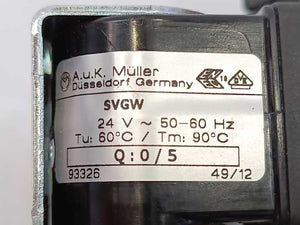 A.u.K. Müller
Düsseldorf Germany
SVGW
24 V ~ 50-60 Hz
Tu: 60°C / Tm: 90°C
Q:0/5
93326 49/12